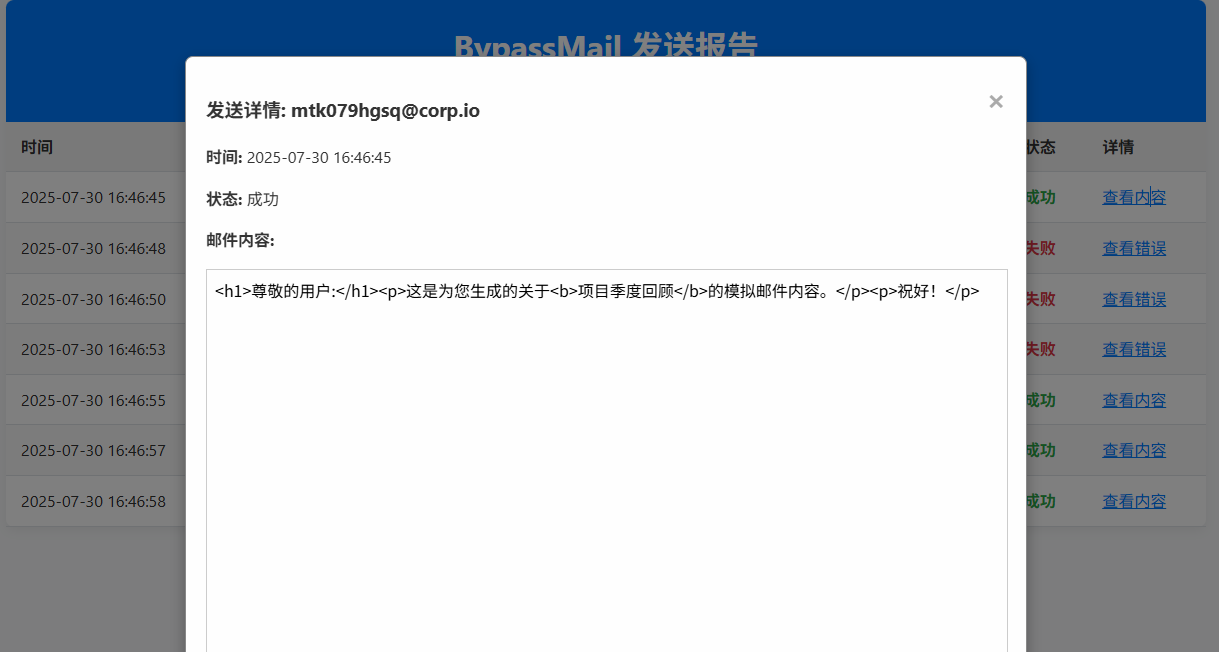 BypassMail 发送报告
发送详情: mtk079hgsq@corp.io
×
时间: 2025-07-30 16:46:45
状态: 成功
邮件内容:
<h1>尊敬的用户:</h1><p>这是为您生成的关于<b>项目季度回顾</b>的模拟邮件内容。</p><p>祝好！</p>
时间 状态 详情
2025-07-30 16:46:45 成功 查看内容
2025-07-30 16:46:48 失败 查看错误
2025-07-30 16:46:50 失败 查看错误
2025-07-30 16:46:53 失败 查看错误
2025-07-30 16:46:55 成功 查看内容
2025-07-30 16:46:57 成功 查看内容
2025-07-30 16:46:58 成功 查看内容